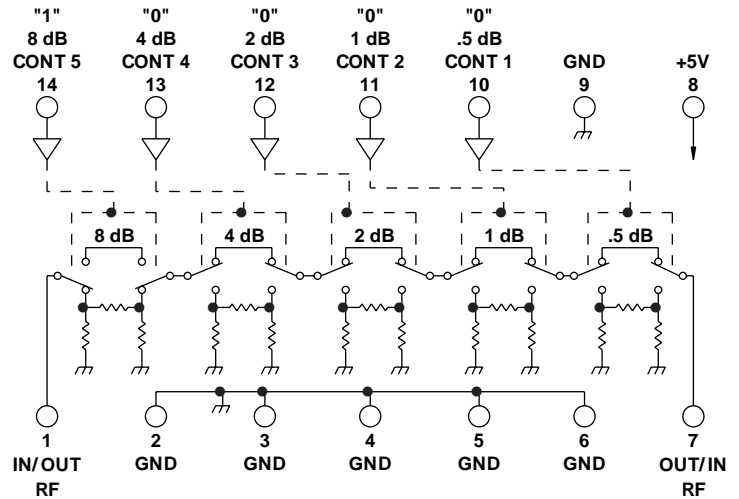 "1" "0" "0" "0" "0"
8 dB 4 dB 2 dB 1 dB .5 dB
CONT 5 CONT 4 CONT 3 CONT 2 CONT 1 GND +5V
14 13 12 11 10 9 8
8 dB 4 dB 2 dB 1 dB .5 dB
1 2 3 4 5 6 7
IN/OUT GND GND GND GND GND OUT/IN
RF RF